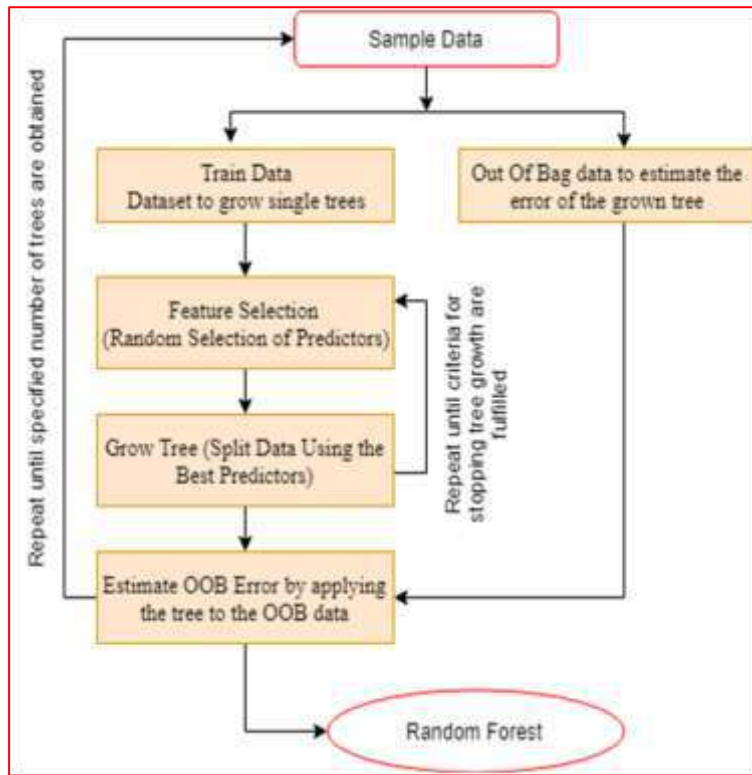 Sample Data
Repeat until specified number of trees are obtained
Train Data
Dataset to grow single trees
Out Of Bag data to estimate the
error of the grown tree
Feature Selection
(Random Selection of Predictors)
Repeat until criteria for
stopping tree growth are
fulfilled
Grow Tree (Split Data Using the
Best Predictors)
Estimate OOB Error by applying
the tree to the OOB data
Random Forest